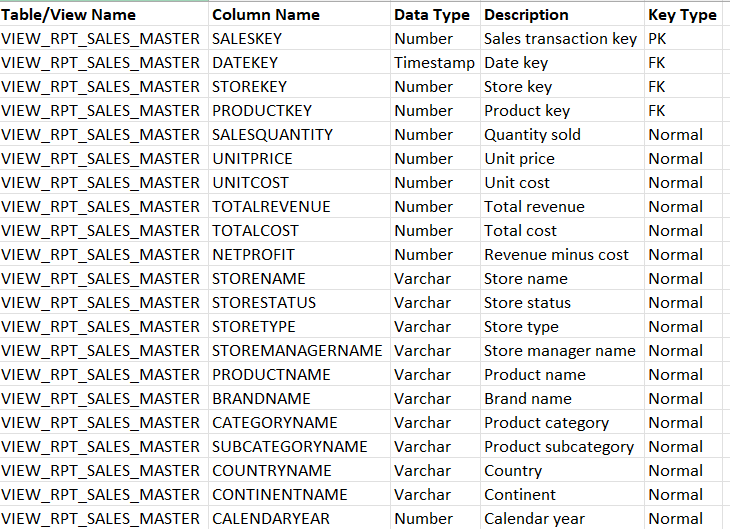 Table/View Name Column Name Data Type Description Key Type
VIEW_RPT_SALES_MASTER SALESKEY Number Sales transaction key PK
VIEW_RPT_SALES_MASTER DATEKEY Timestamp Date key FK
VIEW_RPT_SALES_MASTER STOREKEY Number Store key FK
VIEW_RPT_SALES_MASTER PRODUCTKEY Number Product key FK
VIEW_RPT_SALES_MASTER SALESQUANTITY Number Quantity sold Normal
VIEW_RPT_SALES_MASTER UNITPRICE Number Unit price Normal
VIEW_RPT_SALES_MASTER UNITCOST Number Unit cost Normal
VIEW_RPT_SALES_MASTER TOTALREVENUE Number Total revenue Normal
VIEW_RPT_SALES_MASTER TOTALCOST Number Total cost Normal
VIEW_RPT_SALES_MASTER NETPROFIT Number Revenue minus cost Normal
VIEW_RPT_SALES_MASTER STORENAME Varchar Store name Normal
VIEW_RPT_SALES_MASTER STORESTATUS Varchar Store status Normal
VIEW_RPT_SALES_MASTER STORETYPE Varchar Store type Normal
VIEW_RPT_SALES_MASTER STOREMANAGERNAME Varchar Store manager name Normal
VIEW_RPT_SALES_MASTER PRODUCTNAME Varchar Product name Normal
VIEW_RPT_SALES_MASTER BRANDNAME Varchar Brand name Normal
VIEW_RPT_SALES_MASTER CATEGORYNAME Varchar Product category Normal
VIEW_RPT_SALES_MASTER SUBCATEGORYNAME Varchar Product subcategory Normal
VIEW_RPT_SALES_MASTER COUNTRYNAME Varchar Country Normal
VIEW_RPT_SALES_MASTER CONTINENTNAME Varchar Continent Normal
VIEW_RPT_SALES_MASTER CALENDARYEAR Number Calendar year Normal